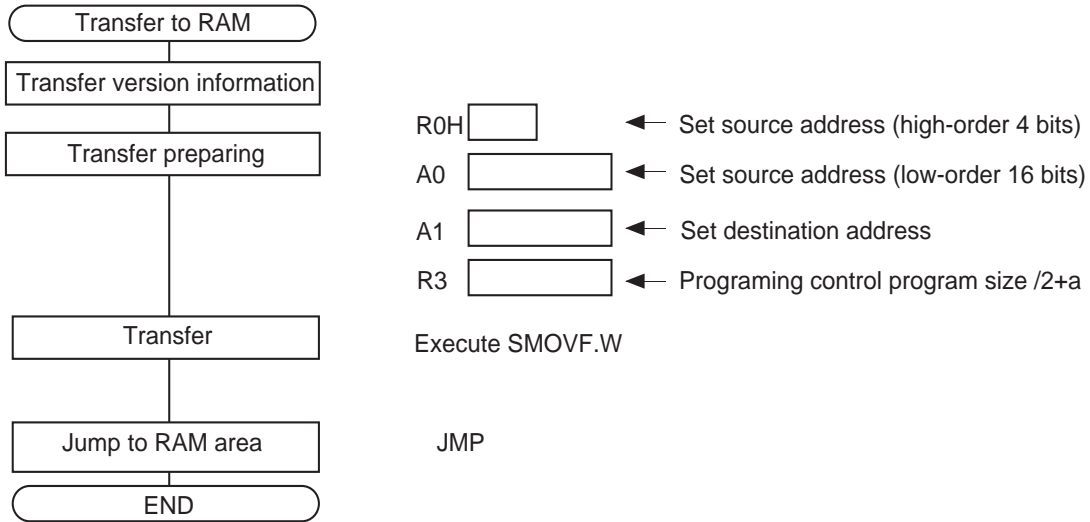 Transfer to RAM
Transfer version information
Transfer preparing
R0H
Set source address (high-order 4 bits)
A0
Set source address (low-order 16 bits)
A1
Set destination address
R3
Programing control program size /2+a
Transfer
Execute SMOVF.W
Jump to RAM area
JMP
END